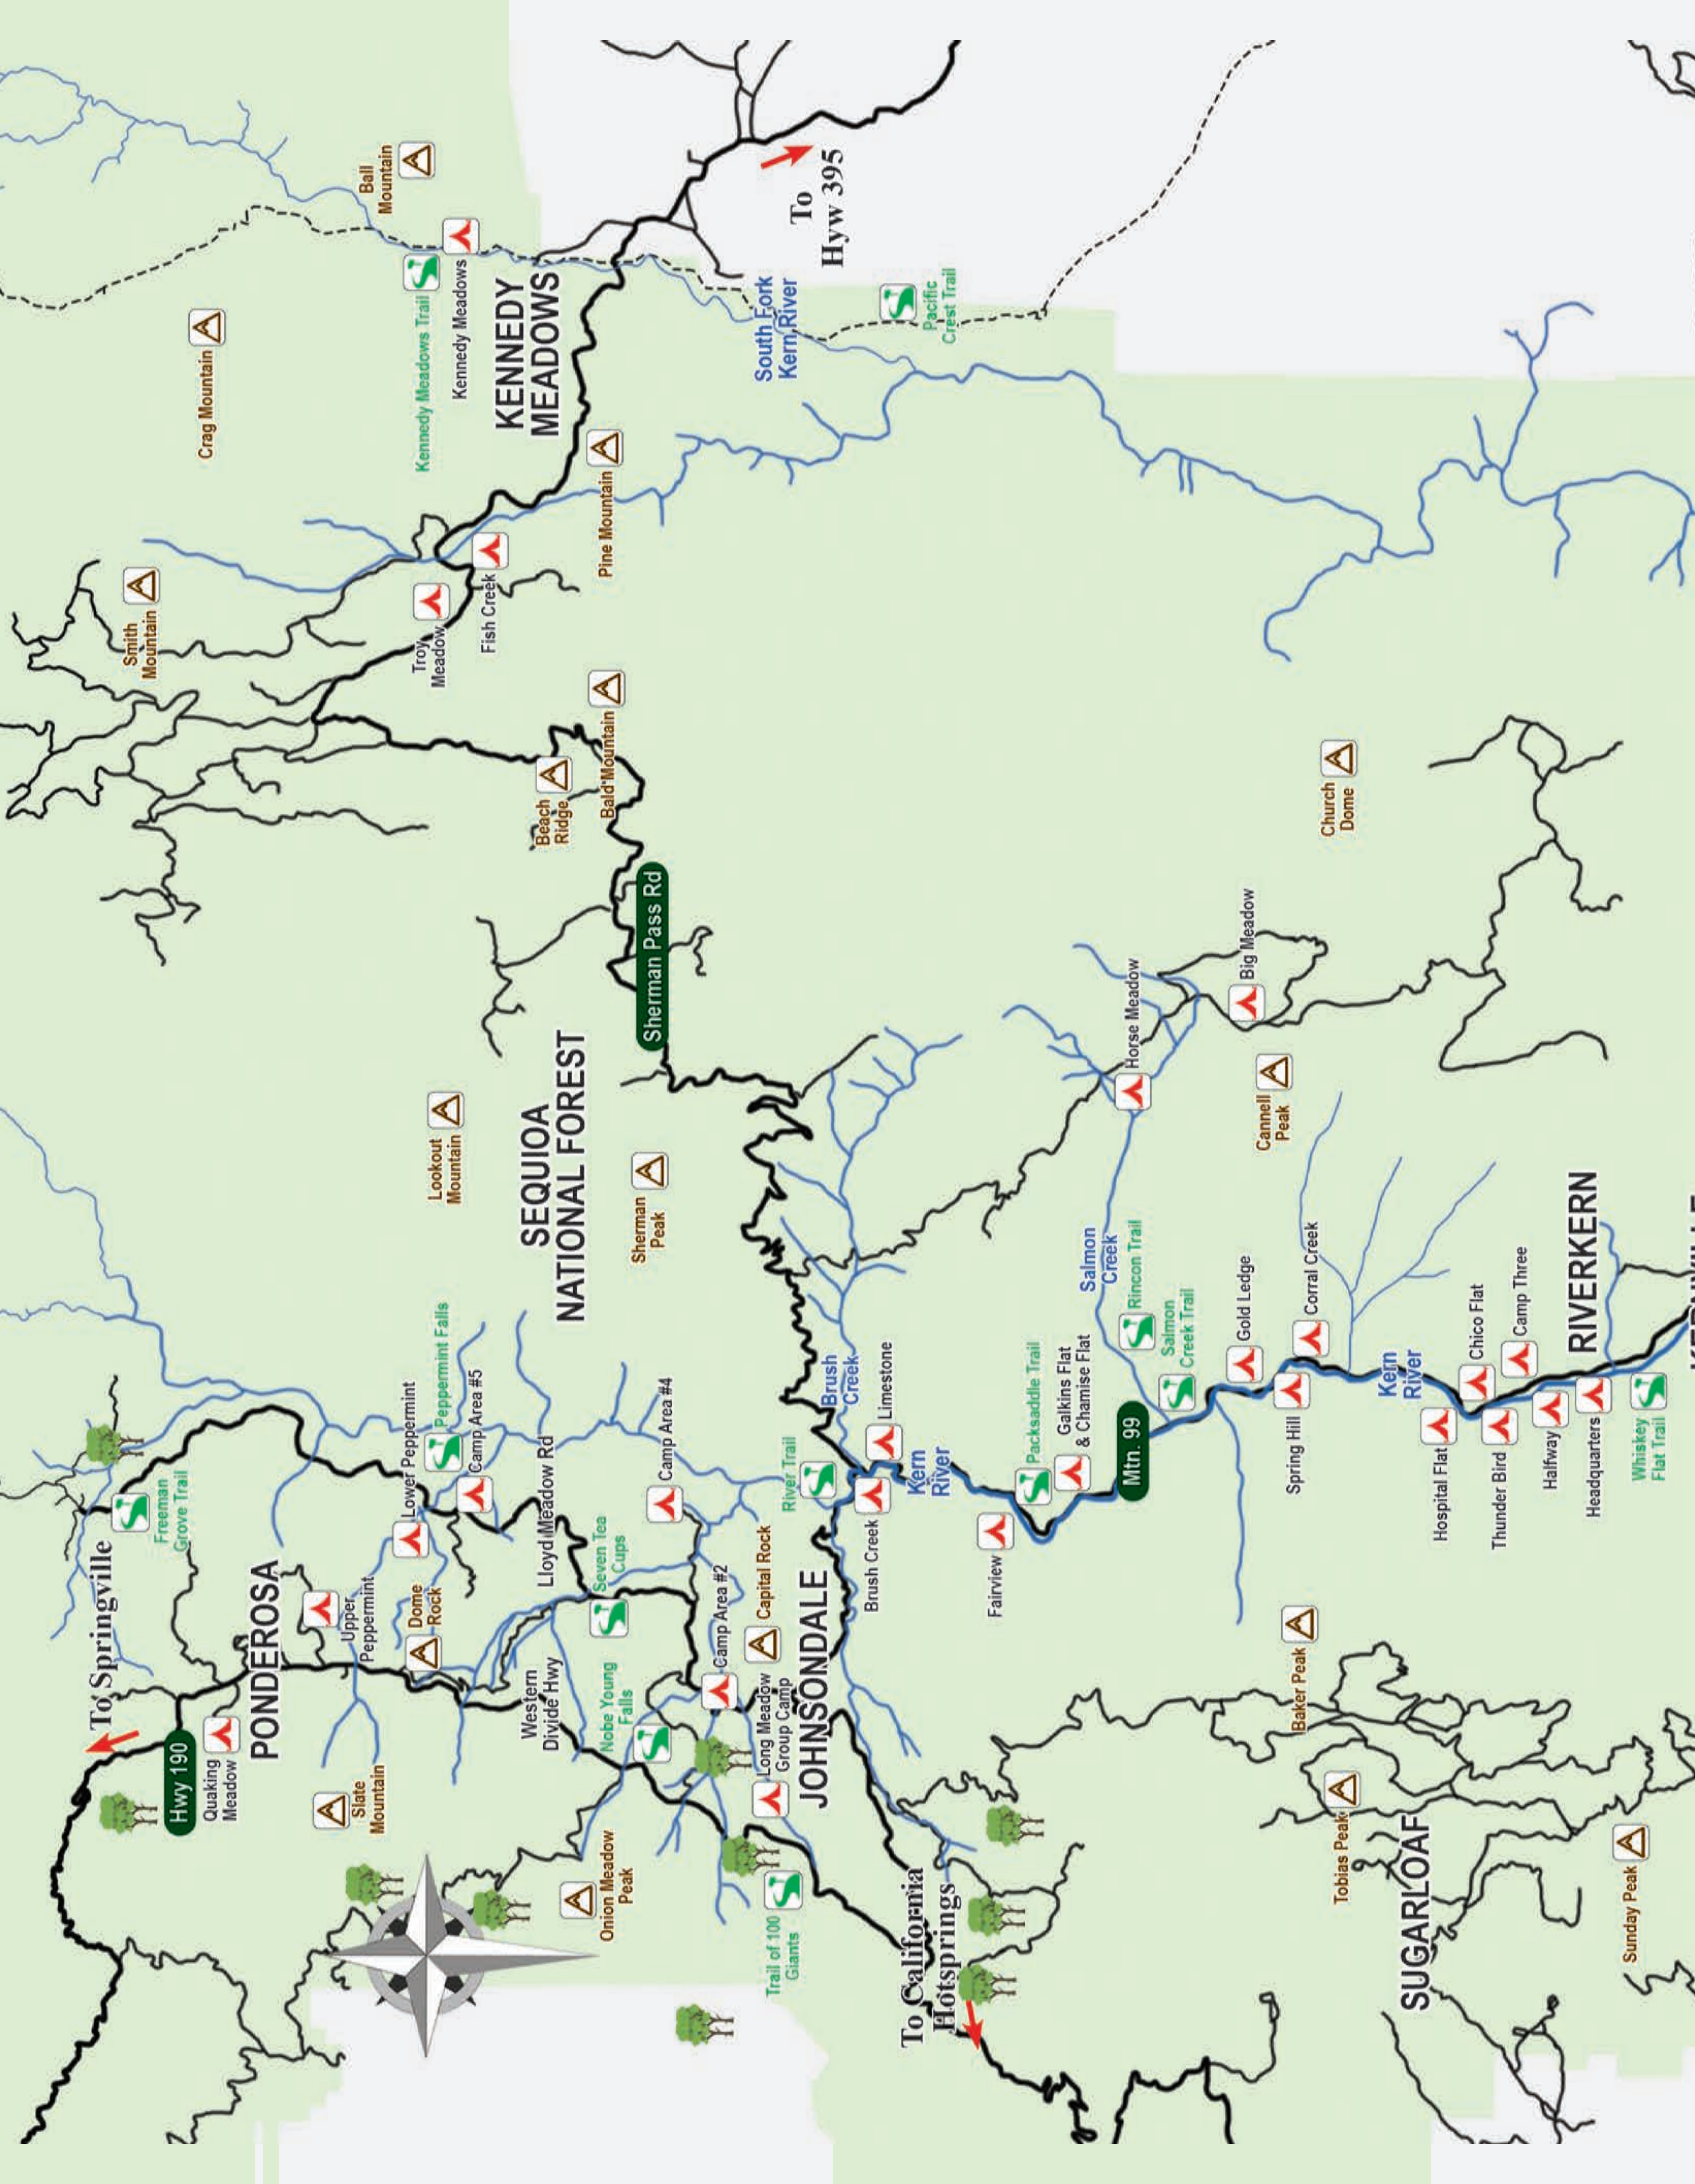 To Springville
Hwy 190
Freeman
Grove Trail
Smith
Mountain
Crag Mountain
Quaking
Meadow
PONDEROSA
Slate
Mountain
Upper
Peppermint
Ball
Mountain
Dome
Rock
Lower Peppermint
Peppermint Falls
Camp Area #5
Lookout
Mountain
Troy
Meadow
Kennedy Meadows Trail
Kennedy Meadows
Fish Creek
KENNEDY
MEADOWS
Western
Divide Hwy
Lloyd Meadow Rd
SEQUIOA
NATIONAL FOREST
Beach
Ridge
Onion Meadow
Peak
Nobe Young
Falls
Seven Tea
Cups
Bald Mountain
Pine Mountain
Sherman
Peak
Sherman Pass Rd
Camp Area #4
Camp Area #2
Trail of 100
Giants
Long Meadow
Group Camp
Capital Rock
River Trail
South Fork
Kern River
To
Hyw 395
JOHNSONDALE
Brush
Creek
Brush Creek
Limestone
To California
Hotsprings
Kern
River
Pacific
Crest Trail
Fairview
Packsaddle Trail
Galkins Flat
& Chamise Flat
Salmon
Creek
Mtn. 99
Rincon Trail
Horse Meadow
Salmon
Creek Trail
Gold Ledge
Big Meadow
Cannell
Peak
Baker Peak
Spring Hill
Corral Creek
Church
Dome
Tobias Peak
Kern
River
SUGARLOAF
Hospital Flat
Chico Flat
Thunder Bird
Camp Three
Halfway
RIVERKERN
Headquarters
Sunday Peak
Whiskey
Flat Trail